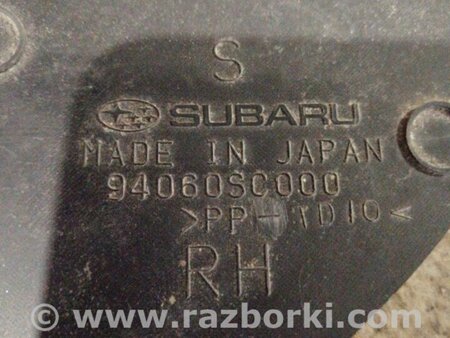 S
SUBARU
MADE IN JAPAN
94060SC000
>PP-TD10<
RH
© www.razborki.com